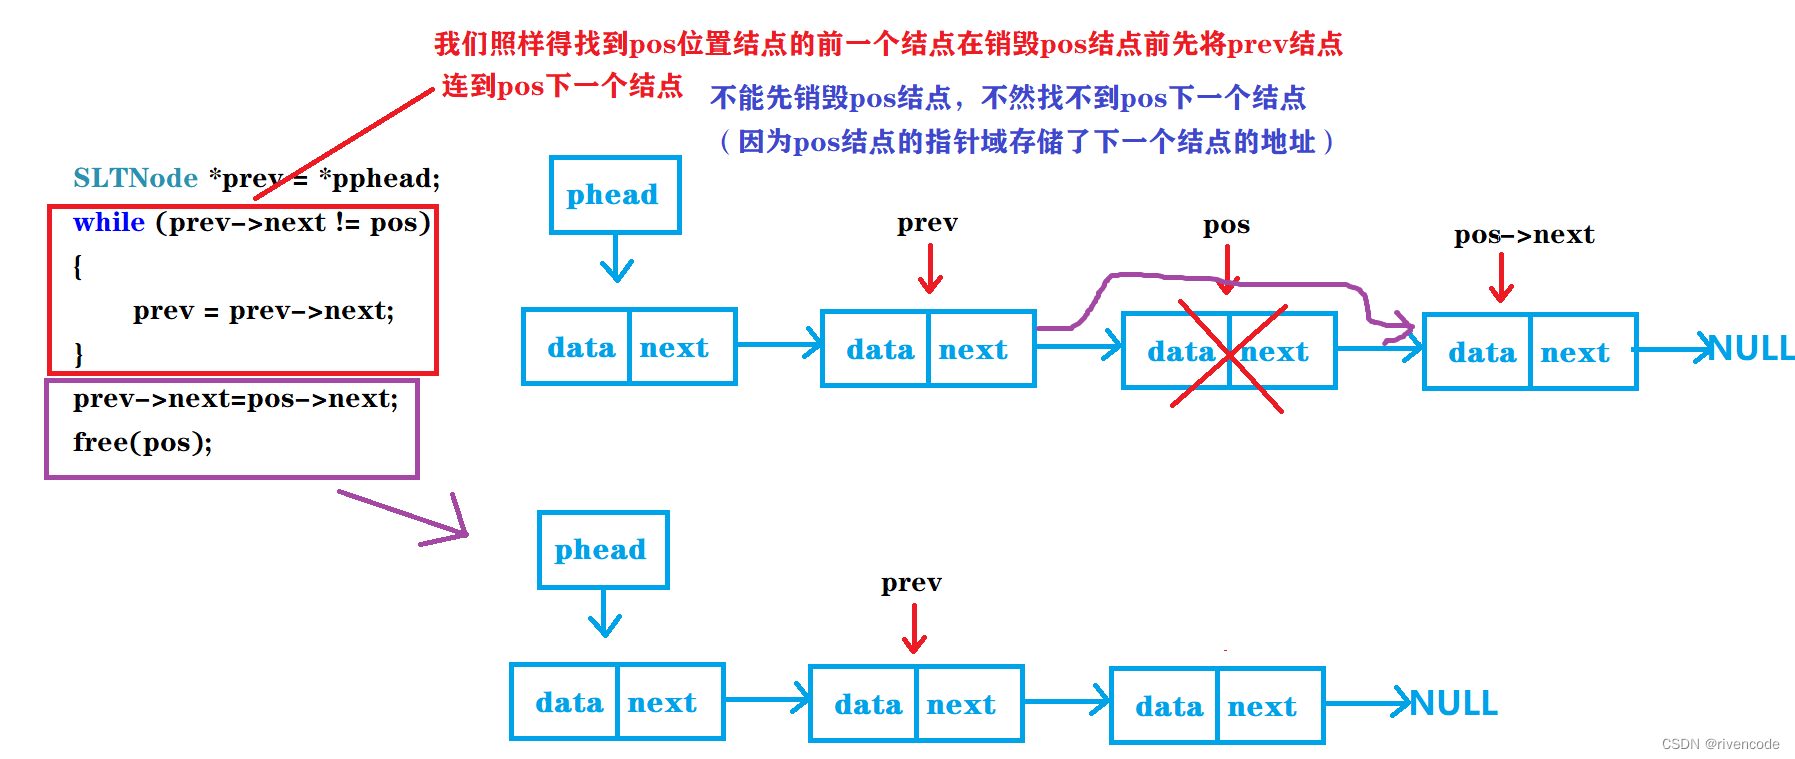 我们照样得找到pos位置结点的前一个结点在销毁pos结点前先将prev结点
连到pos下一个结点
不能先销毁pos结点，不然找不到pos下一个结点
（因为pos结点的指针域存储了下一个结点的地址）
SLTNode *prev = *pphead;
while (prev->next != pos)
{
prev = prev->next;
}
prev->next=pos->next;
free(pos);
phead
prev
pos
pos->next
data next
data next
data next
data next
NULL
phead
prev
data next
data next
data next
NULL
CSDN @rivencode